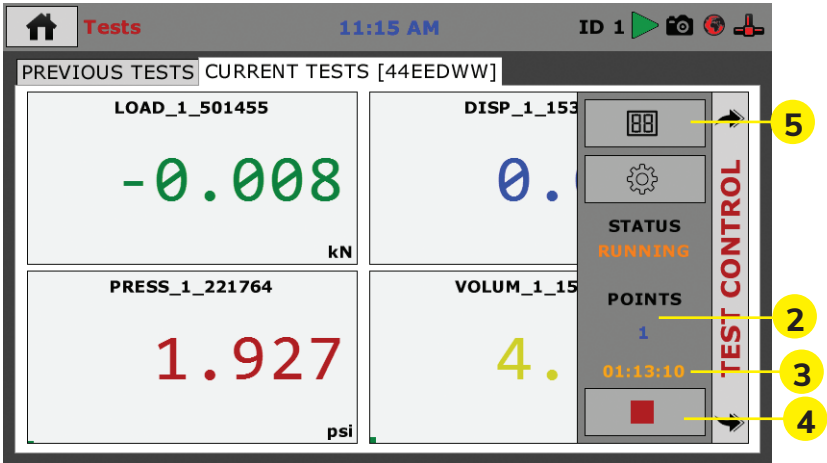 Tests 11:15 AM ID 1
PREVIOUS TESTS CURRENT TESTS [44EEDWW]
LOAD_1_501455
-0.008
kN
DISP_1_153
0.
PRESS_1_221764
1.927
psi
VOLUM_1_15
4.
88
STATUS
RUNNING
POINTS
1
01:13:10
TEST CONTROL
5
2
3
4